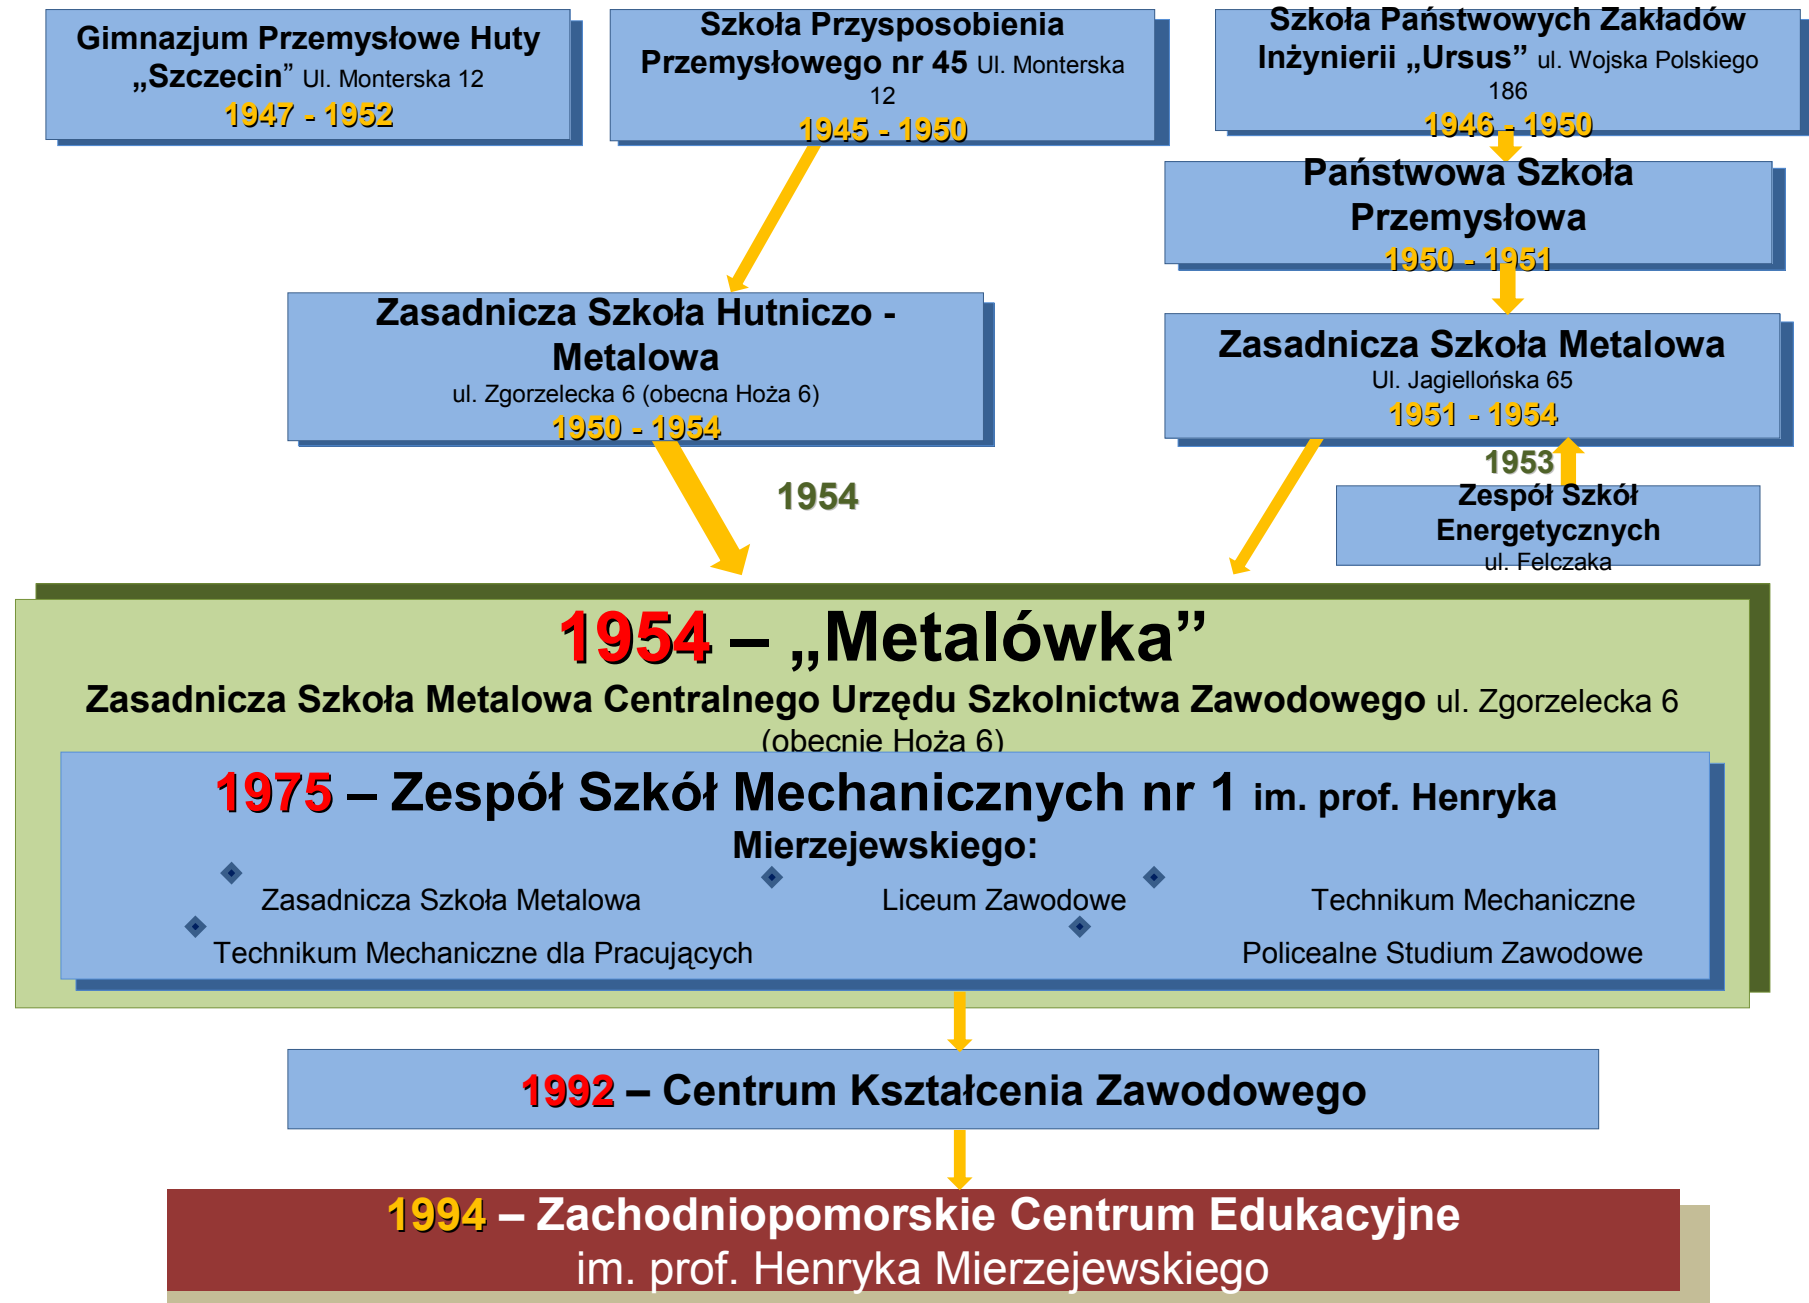 Gimnazjum Przemysłowe Huty
„Szczecin” Ul. Monterska 12
1947 - 1952
Szkoła Przysposobienia
Przemysłowego nr 45 Ul. Monterska
12
1945 - 1950
Szkoła Państwowych Zakładów
Inżynierii „Ursus” ul. Wojska Polskiego
186
1946 - 1950
Państwowa Szkoła
Przemysłowa
1950 - 1951
Zasadnicza Szkoła Hutniczo -
Metalowa
ul. Zgorzelecka 6 (obecna Hoża 6)
1950 - 1954
Zasadnicza Szkoła Metalowa
Ul. Jagiellońska 65
1951 - 1954
1953
Zespół Szkół
Energetycznych
ul. Felczaka
1954
1954 – „Metalówka”
Zasadnicza Szkoła Metalowa Centralnego Urzędu Szkolnictwa Zawodowego ul. Zgorzelecka 6
(obecnie Hoża 6)
1975 – Zespół Szkół Mechanicznych nr 1 im. prof. Henryka
Mierzejewskiego:
Zasadnicza Szkoła Metalowa Liceum Zawodowe Technikum Mechaniczne
Technikum Mechaniczne dla Pracujących Policealne Studium Zawodowe
1992 – Centrum Kształcenia Zawodowego
1994 – Zachodniopomorskie Centrum Edukacyjne
im. prof. Henryka Mierzejewskiego